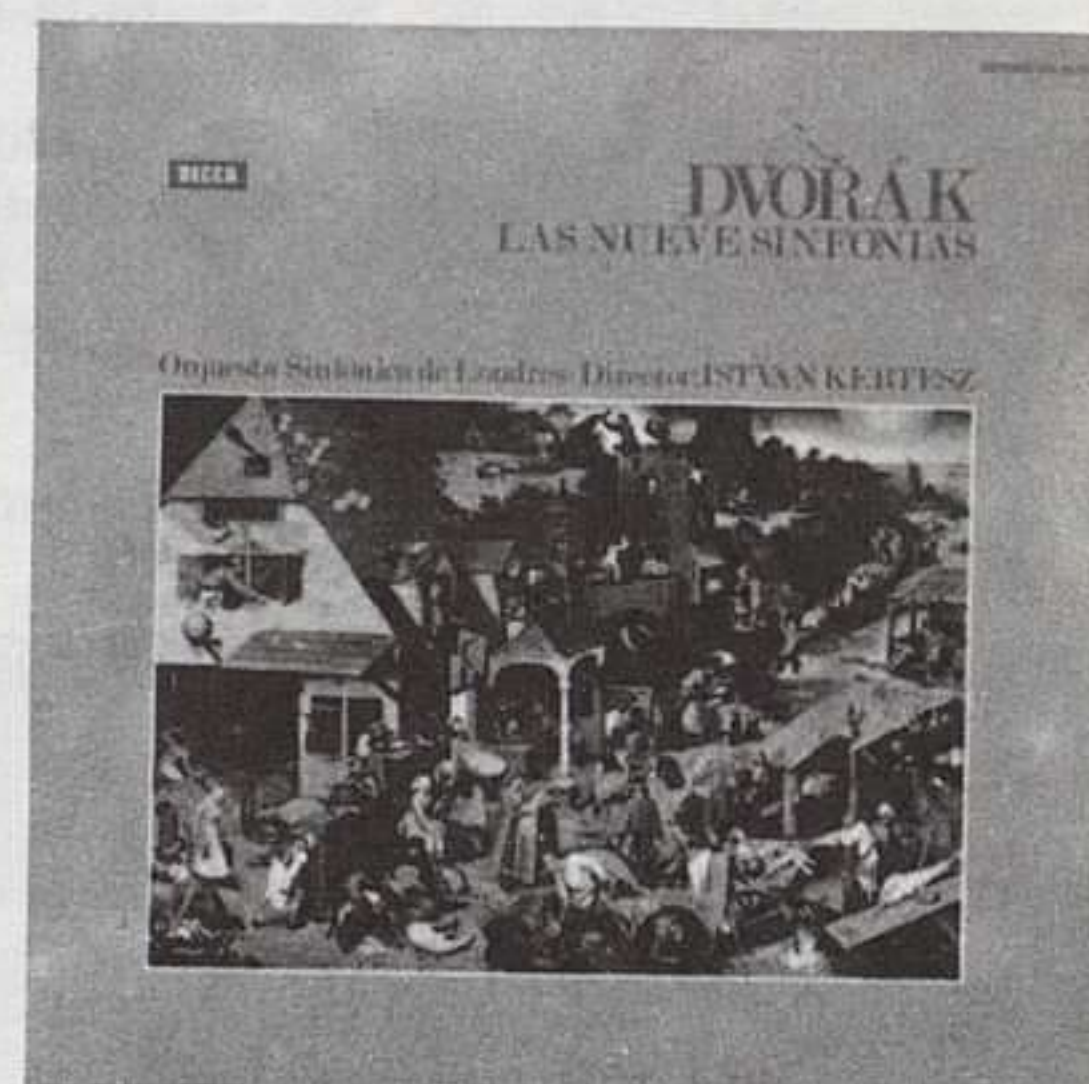 DECCA
DVOŘÁK
LAS NUEVE SINFONIAS
Orquesta Sinfónica de Londres · Director: ISTVAN KERTESZ